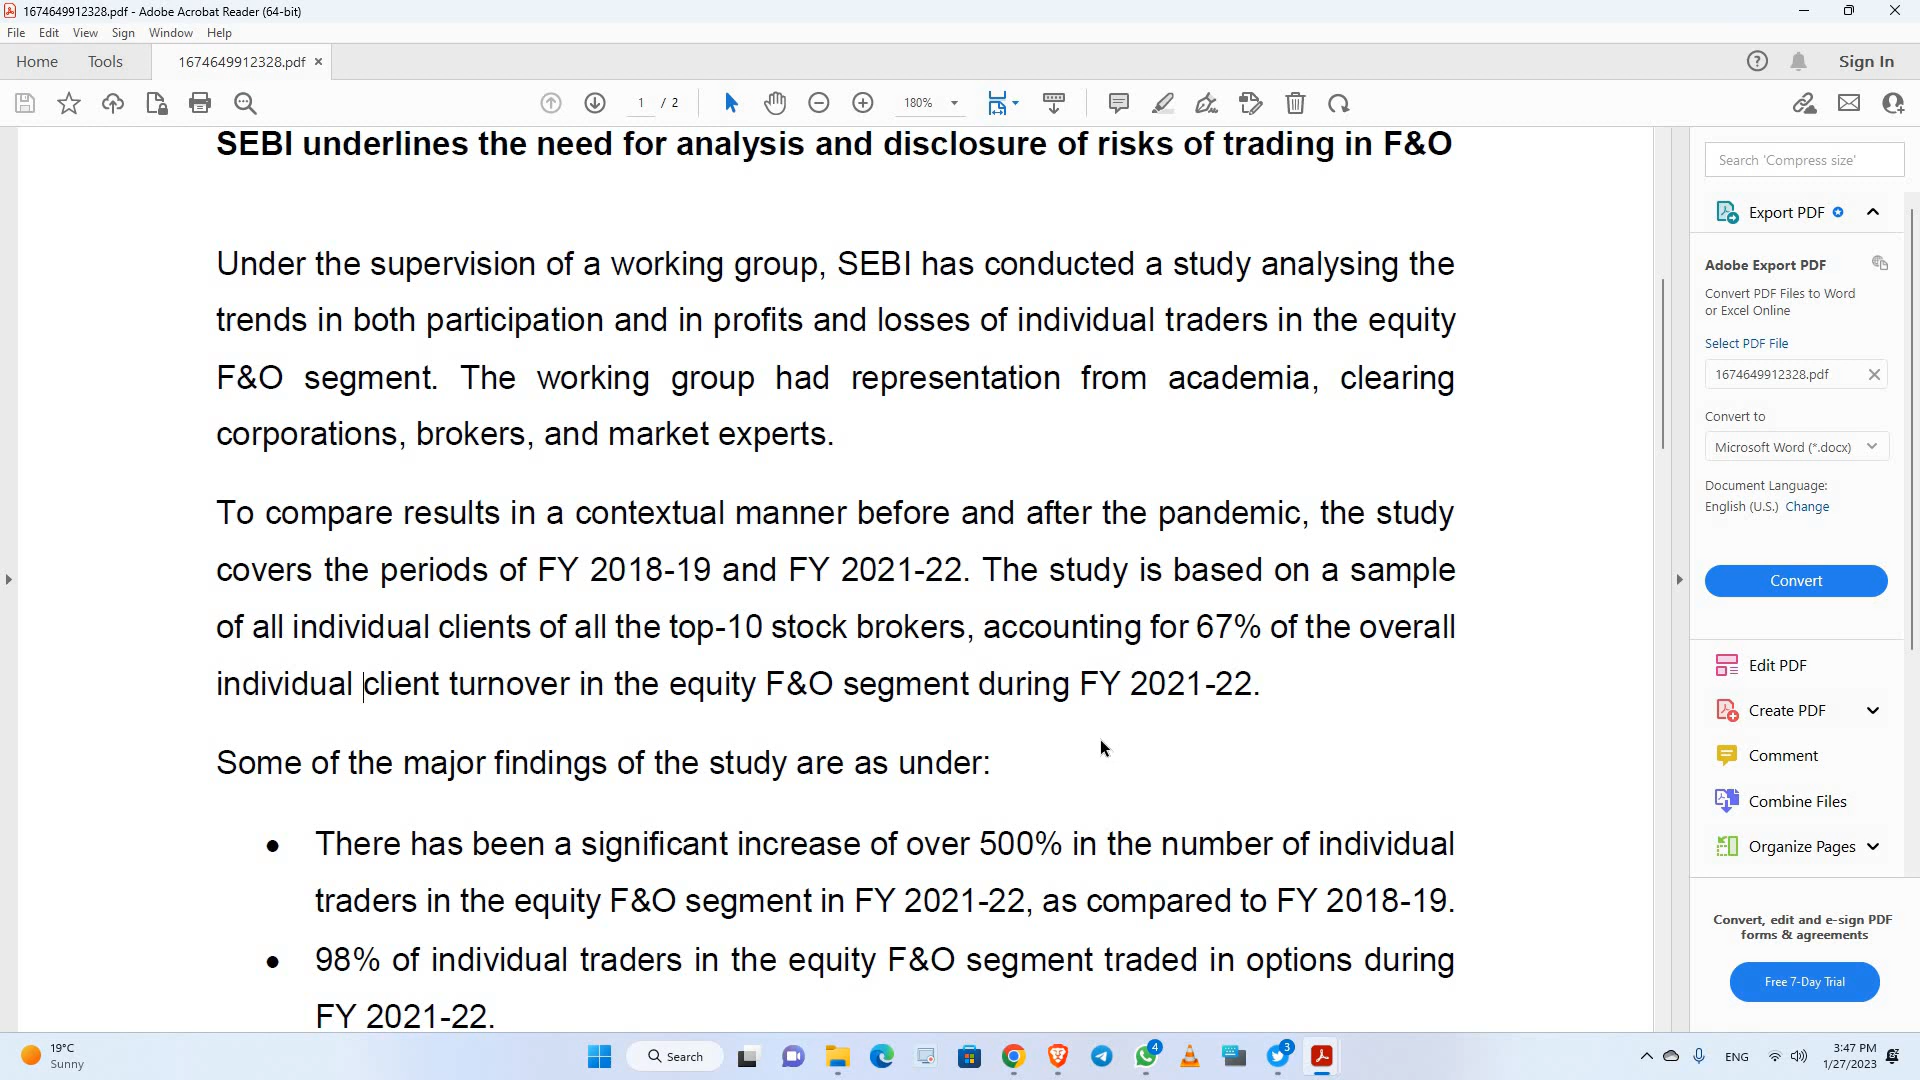 1674649912328.pdf - Adobe Acrobat Reader (64-bit)
File Edit View Sign Window Help
Home Tools 1674649912328.pdf × Sign In
1 / 2 180%
SEBI underlines the need for analysis and disclosure of risks of trading in F&O
Under the supervision of a working group, SEBI has conducted a study analysing the
trends in both participation and in profits and losses of individual traders in the equity
F&O segment. The working group had representation from academia, clearing
corporations, brokers, and market experts.
To compare results in a contextual manner before and after the pandemic, the study
covers the periods of FY 2018-19 and FY 2021-22. The study is based on a sample
of all individual clients of all the top-10 stock brokers, accounting for 67% of the overall
individual client turnover in the equity F&O segment during FY 2021-22.
Some of the major findings of the study are as under:
• There has been a significant increase of over 500% in the number of individual
traders in the equity F&O segment in FY 2021-22, as compared to FY 2018-19.
• 98% of individual traders in the equity F&O segment traded in options during
FY 2021-22.
Search 'Compress size'
Export PDF
Adobe Export PDF
Convert PDF Files to Word
or Excel Online
Select PDF File
1674649912328.pdf
Convert to
Microsoft Word (*.docx)
Document Language:
English (U.S.) Change
Convert
Edit PDF
Create PDF
Comment
Combine Files
Organize Pages
Convert, edit and e-sign PDF
forms & agreements
Free 7-Day Trial
19°C
Sunny
Search
4
3
ENG
3:47 PM
1/27/2023